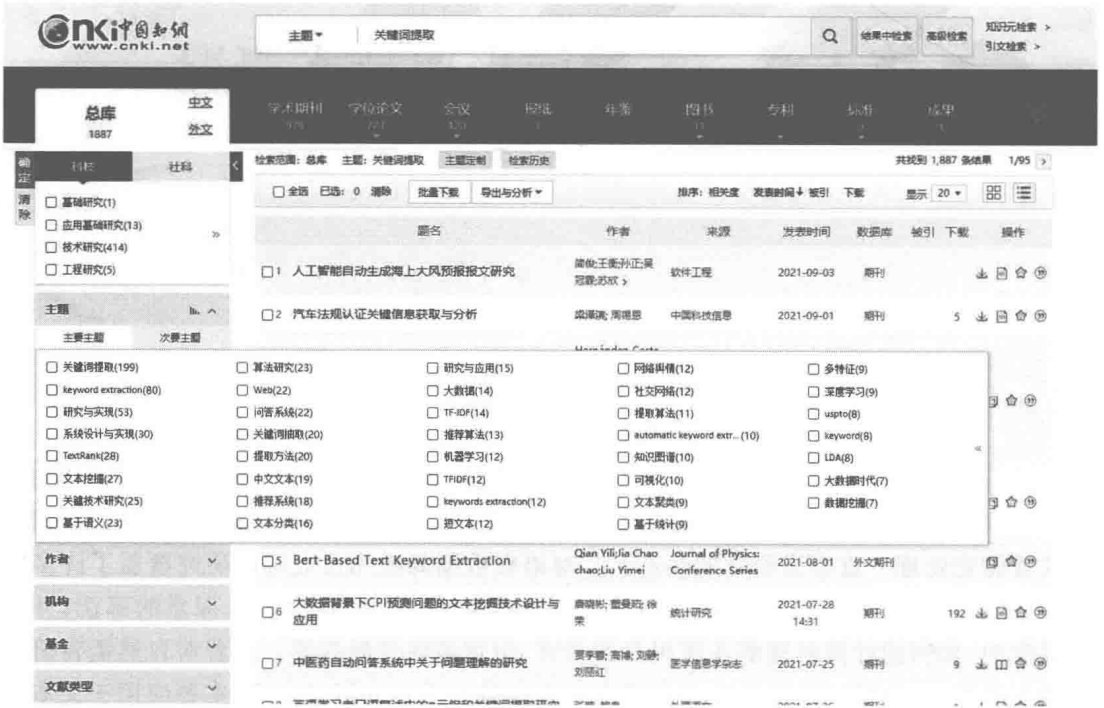 Cnki中国知网
www.cnki.net
主题
关键词提取
结果中检索
高级检索
知识元检索 >
引文检索 >
总库
1887
中文
外文
学术期刊
学位论文
会议
报纸
年鉴
图书
专利
标准
成果
确定
清除
科技
社科
基础研究(1)
应用基础研究(13)
技术研究(414)
工程研究(5)
检索范围：总库 主题：关键词提取 主题定制 检索历史
共找到 1,887 条结果 1/95 >
全选 已选：0 清除 批量下载 导出与分析
排序：相关度 发表时间↓ 被引 下载 显示 20
题名 作者 来源 发表时间 数据库 被引 下载 操作
1 人工智能自动生成海上大风预报报文研究 软件工程 2021-09-03 期刊
2 汽车法规认证关键信息获取与分析 中国科技信息 2021-09-01 期刊 5
主题
主要主题 次要主题
关键词提取(199) 算法研究(23) 研究与应用(15) 网络舆情(12) 多特征(9)
keyword extraction(80) Web(22) 大数据(14) 社交网络(12) 深度学习(9)
研究与实现(53) 问答系统(22) TF-IDF(14) 提取算法(11) uspto(8)
系统设计与实现(30) 关键词抽取(20) 推荐算法(13) automatic keyword extr... (10) keyword(8)
TextRank(28) 提取方法(20) 机器学习(12) 知识图谱(10) LDA(8)
文本挖掘(27) 中文文本(19) TFIDF(12) 可视化(10) 大数据时代(7)
关键技术研究(25) 推荐系统(18) keywords extraction(12) 文本聚类(9) 数据挖掘(7)
基于语义(23) 文本分类(16) 短文本(12) 基于统计(9)
作者
机构
基金
文献类型
5 Bert-Based Text Keyword Extraction Qian Yili;Jia Chao Journal of Physics: 2021-08-01 外文期刊
chao;Liu Yimei Conference Series
6 大数据背景下CPI预测问题的文本挖掘技术设计与应用 统计研究 2021-07-28 14:31 期刊 192
7 中医药自动问答系统中关于问题理解的研究 医学信息学杂志 2021-07-25 期刊 9